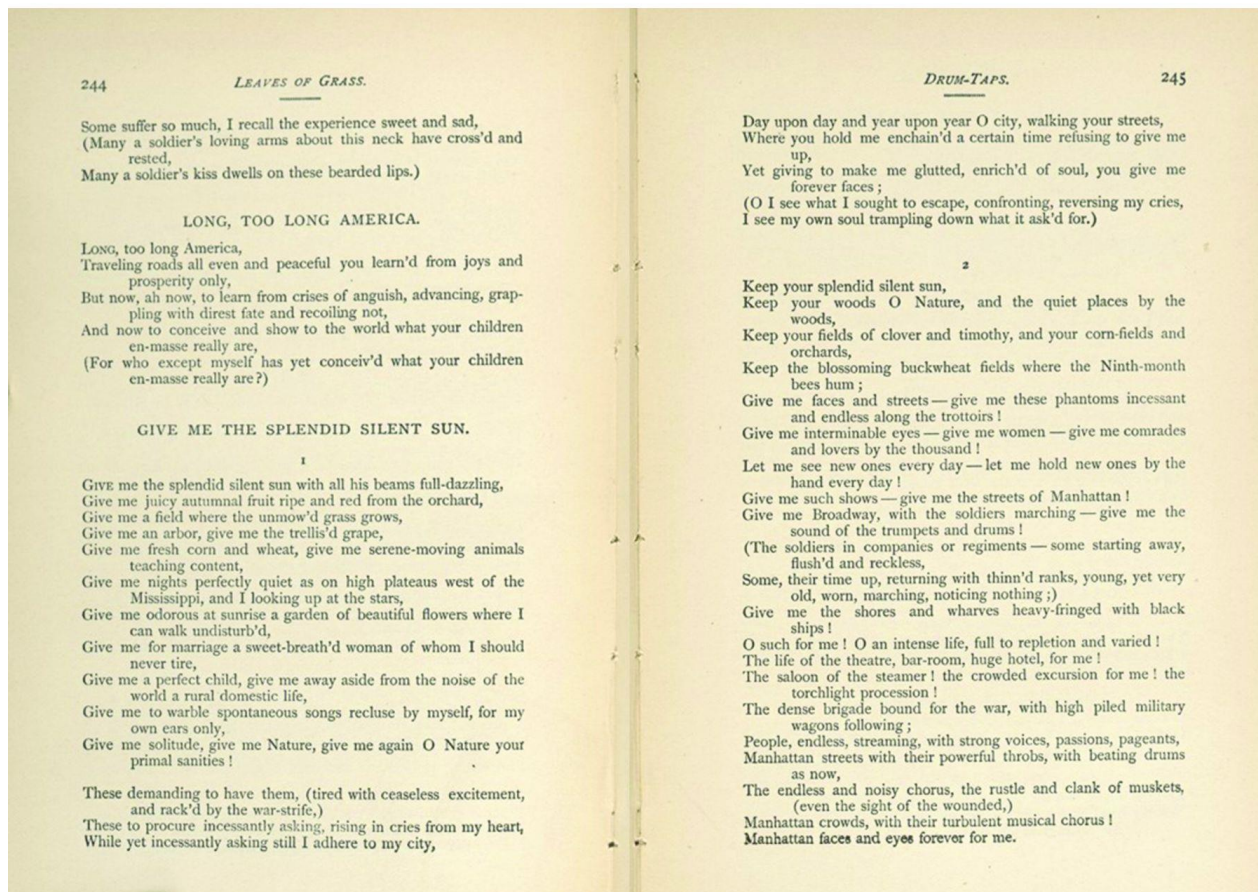 244
LEAVES OF GRASS.
Some suffer so much, I recall the experience sweet and sad,
(Many a soldier's loving arms about this neck have cross'd and
rested,
Many a soldier's kiss dwells on these bearded lips.)
LONG, TOO LONG AMERICA.
LONG, too long America,
Traveling roads all even and peaceful you learn'd from joys and
prosperity only,
But now, ah now, to learn from crises of anguish, advancing, grap-
pling with direst fate and recoiling not,
And now to conceive and show to the world what your children
en-masse really are,
(For who except myself has yet conceiv'd what your children
en-masse really are?)
GIVE ME THE SPLENDID SILENT SUN.
1
GIVE me the splendid silent sun with all his beams full-dazzling,
Give me juicy autumnal fruit ripe and red from the orchard,
Give me a field where the unmow'd grass grows,
Give me an arbor, give me the trellis'd grape,
Give me fresh corn and wheat, give me serene-moving animals
teaching content,
Give me nights perfectly quiet as on high plateaus west of the
Mississippi, and I looking up at the stars,
Give me odorous at sunrise a garden of beautiful flowers where I
can walk undisturb'd,
Give me for marriage a sweet-breath'd woman of whom I should
never tire,
Give me a perfect child, give me away aside from the noise of the
world a rural domestic life,
Give me to warble spontaneous songs recluse by myself, for my
own ears only,
Give me solitude, give me Nature, give me again O Nature your
primal sanities !
These demanding to have them, (tired with ceaseless excitement,
and rack'd by the war-strife,)
These to procure incessantly asking, rising in cries from my heart,
While yet incessantly asking still I adhere to my city,
DRUM-TAPS.
245
Day upon day and year upon year O city, walking your streets,
Where you hold me enchain'd a certain time refusing to give me
up,
Yet giving to make me glutted, enrich'd of soul, you give me
forever faces ;
(O I see what I sought to escape, confronting, reversing my cries,
I see my own soul trampling down what it ask'd for.)
2
Keep your splendid silent sun,
Keep your woods O Nature, and the quiet places by the
woods,
Keep your fields of clover and timothy, and your corn-fields and
orchards,
Keep the blossoming buckwheat fields where the Ninth-month
bees hum ;
Give me faces and streets — give me these phantoms incessant
and endless along the trottoirs !
Give me interminable eyes — give me women — give me comrades
and lovers by the thousand !
Let me see new ones every day — let me hold new ones by the
hand every day !
Give me such shows — give me the streets of Manhattan !
Give me Broadway, with the soldiers marching — give me the
sound of the trumpets and drums !
(The soldiers in companies or regiments — some starting away,
flush'd and reckless,
Some, their time up, returning with thinn'd ranks, young, yet very
old, worn, marching, noticing nothing ;)
Give me the shores and wharves heavy-fringed with black
ships !
O such for me ! O an intense life, full to repletion and varied !
The life of the theatre, bar-room, huge hotel, for me !
The saloon of the steamer ! the crowded excursion for me ! the
torchlight procession !
The dense brigade bound for the war, with high piled military
wagons following ;
People, endless, streaming, with strong voices, passions, pageants,
Manhattan streets with their powerful throbs, with beating drums
as now,
The endless and noisy chorus, the rustle and clank of muskets,
(even the sight of the wounded,)
Manhattan crowds, with their turbulent musical chorus !
Manhattan faces and eyes forever for me.